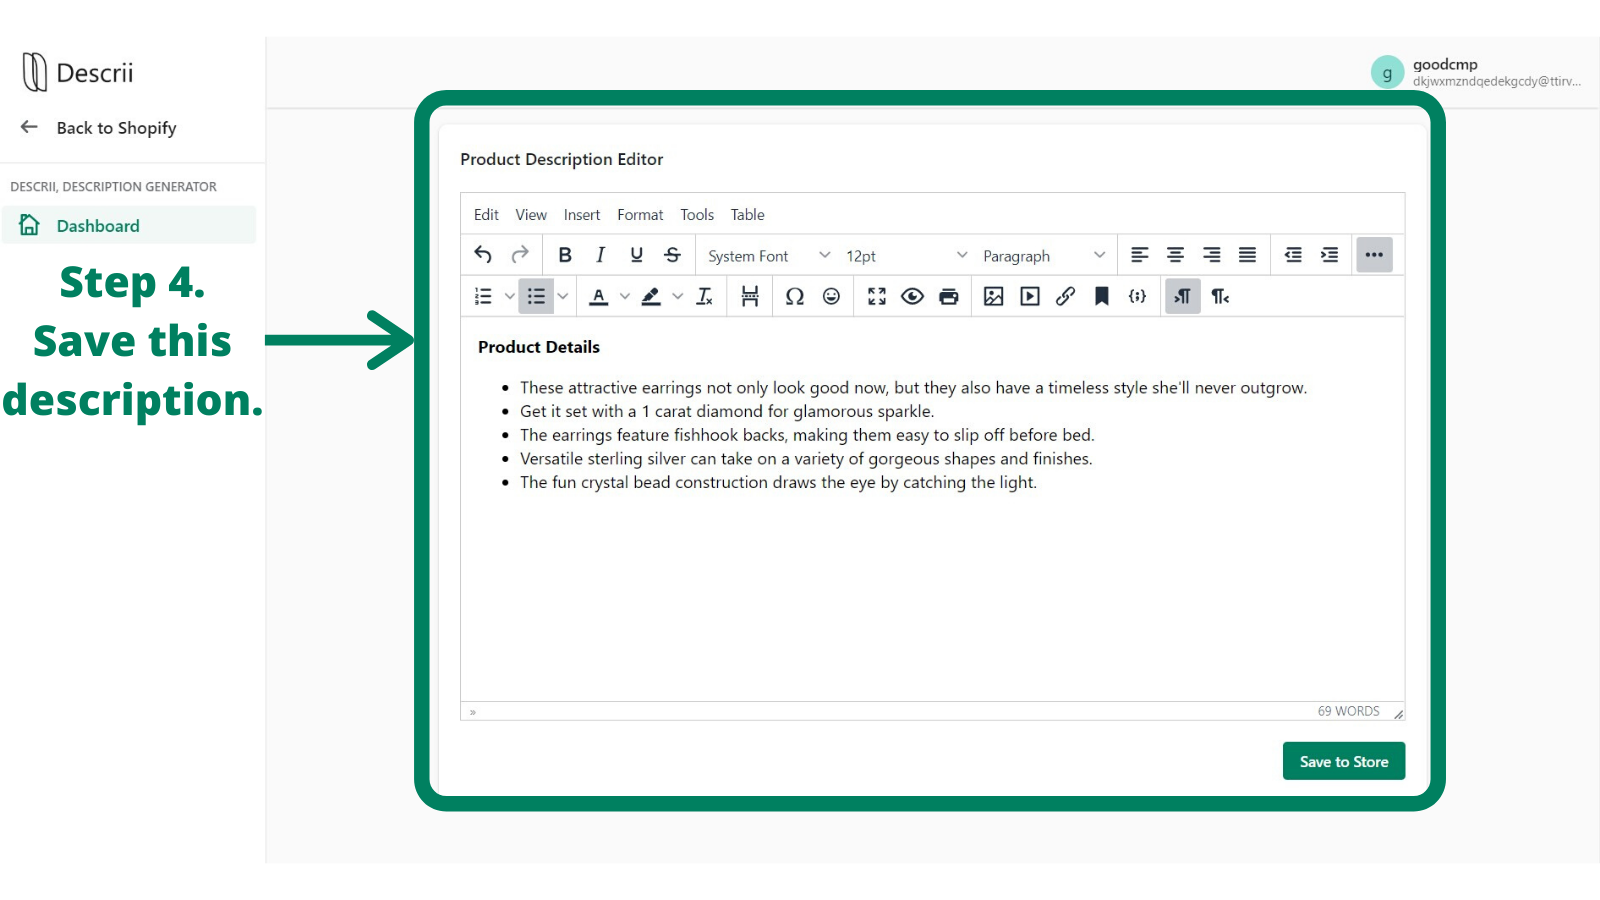 Descrii
Back to Shopify
DESCRII, DESCRIPTION GENERATOR
Dashboard
Step 4.
Save this
description.
g
goodcmp
dkjwxmzndqedekgcdy@ttirv...
Product Description Editor
Edit View Insert Format Tools Table
B I U S System Font 12pt Paragraph
Product Details
These attractive earrings not only look good now, but they also have a timeless style she'll never outgrow.
Get it set with a 1 carat diamond for glamorous sparkle.
The earrings feature fishhook backs, making them easy to slip off before bed.
Versatile sterling silver can take on a variety of gorgeous shapes and finishes.
The fun crystal bead construction draws the eye by catching the light.
» 69 WORDS
Save to Store